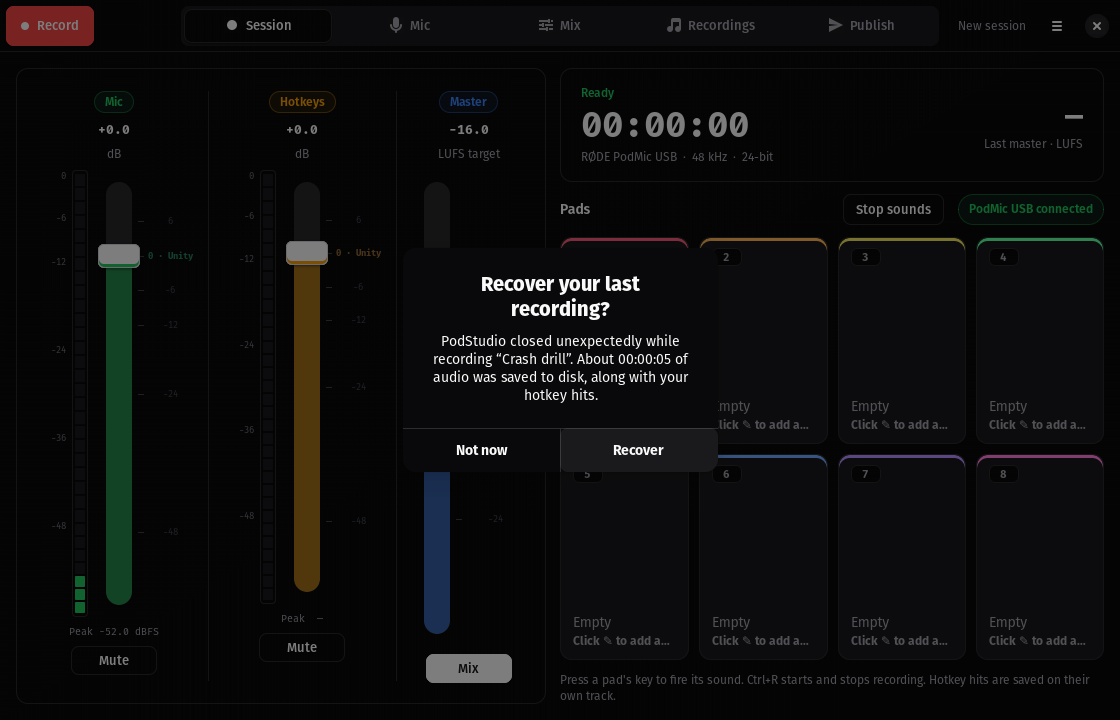 Record
Session
Mic
Mix
Recordings
Publish
New session
Mic
+0.0
dB
0
-6
-12
-24
-36
-48
6
0 · Unity
-6
-12
-24
-48
Peak -52.0 dBFS
Mute
Hotkeys
+0.0
dB
0
-6
-12
-24
-36
-48
6
0 · Unity
-6
-12
-24
-48
Peak –
Mute
Master
-16.0
LUFS target
-24
Mix
Ready
00:00:00
RØDE PodMic USB · 48 kHz · 24-bit
–
Last master · LUFS
Pads
Stop sounds
PodMic USB connected
2
Empty
Click ✎ to add a...
3
Empty
Click ✎ to add a...
4
Empty
Click ✎ to add a...
5
Empty
Click ✎ to add a...
6
Empty
Click ✎ to add a...
7
Empty
Click ✎ to add a...
8
Empty
Click ✎ to add a...
Press a pad's key to fire its sound. Ctrl+R starts and stops recording. Hotkey hits are saved on their
own track.
Recover your last
recording?
PodStudio closed unexpectedly while
recording “Crash drill”. About 00:00:05 of
audio was saved to disk, along with your
hotkey hits.
Not now
Recover